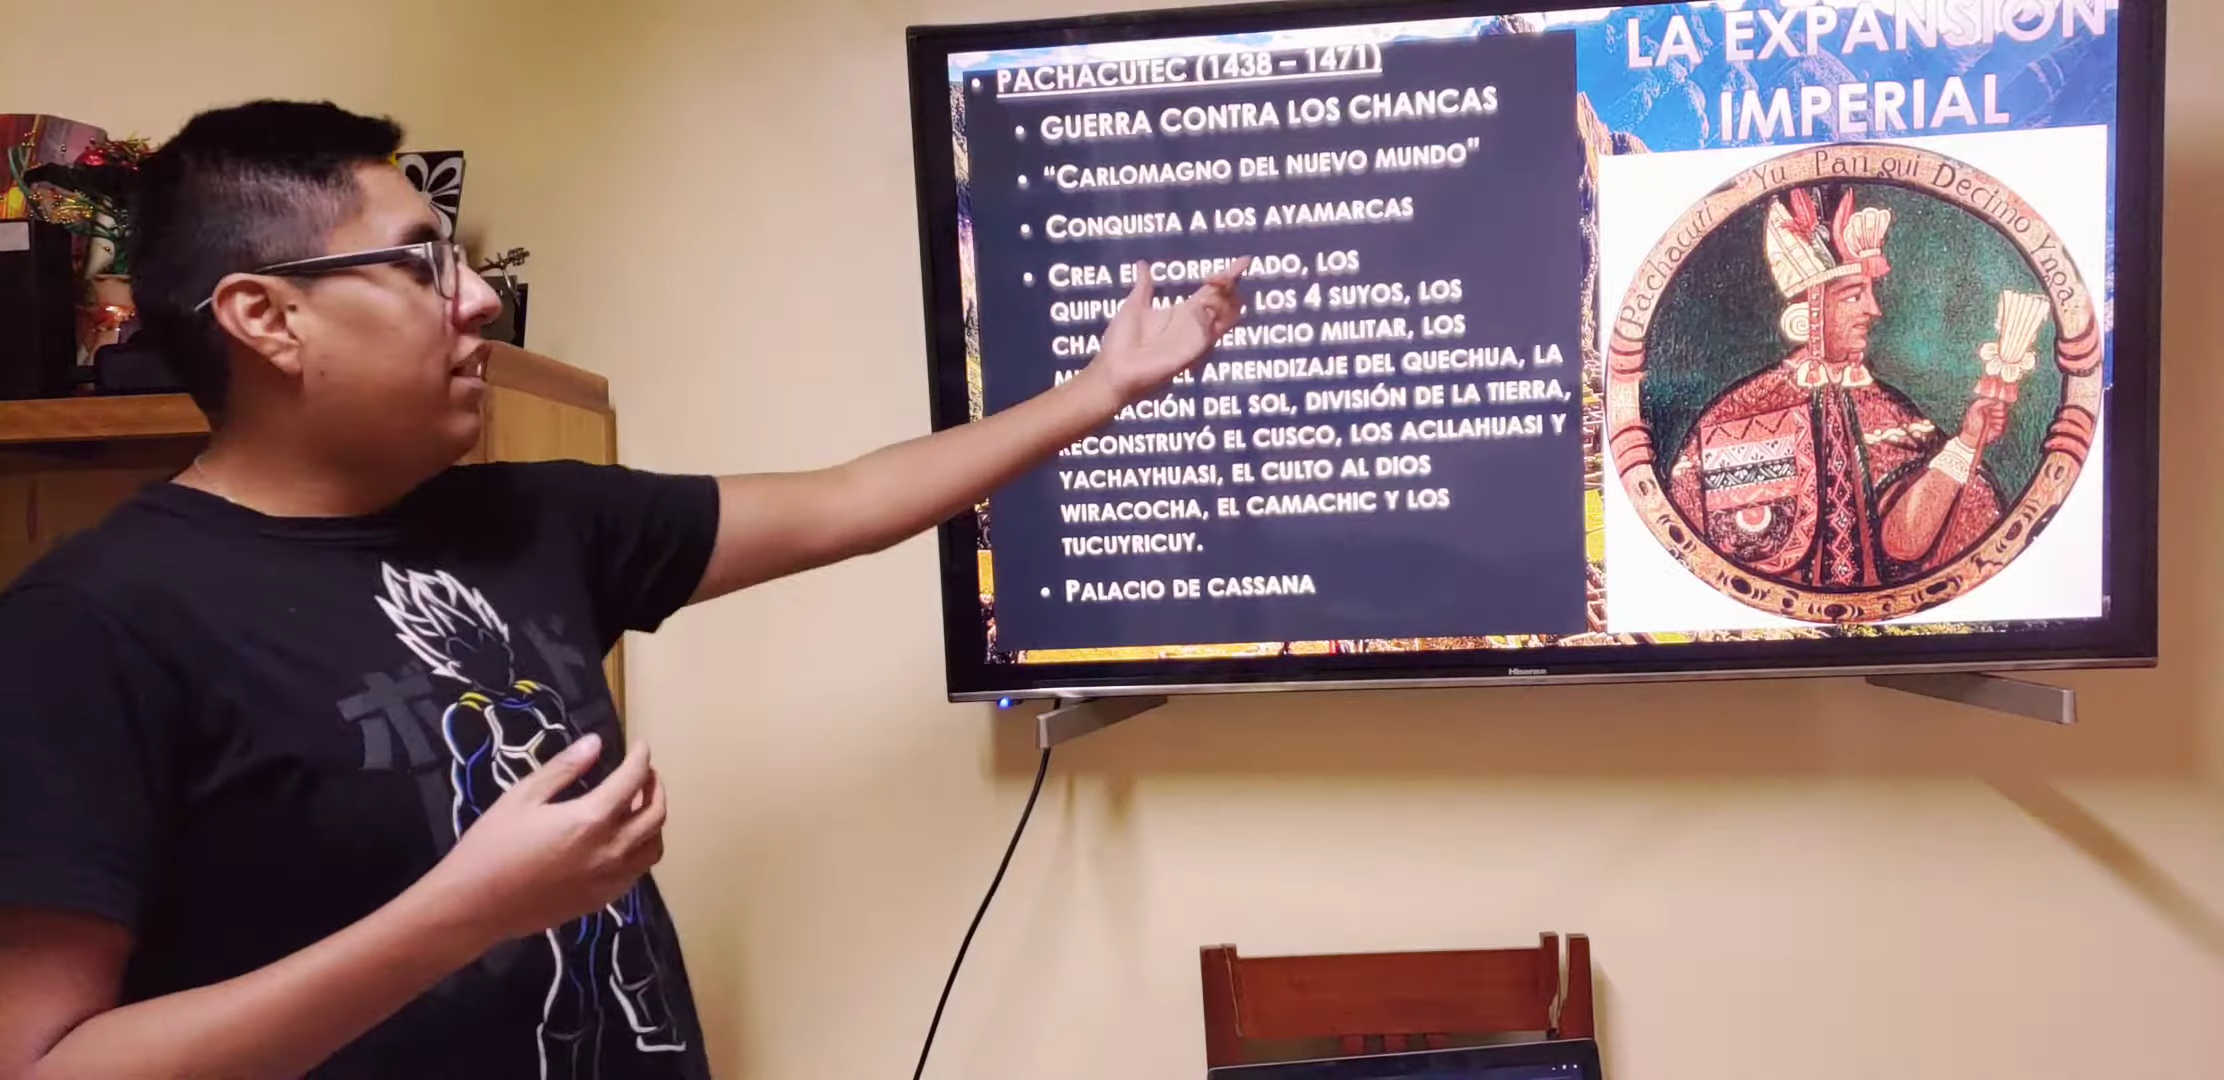 LA EXPANSIÓN
IMPERIAL
PACHACUTEC (1438 – 1471)
GUERRA CONTRA LOS CHANCAS
“CARLOMAGNO DEL NUEVO MUNDO”
CONQUISTA A LOS AYAMARCAS
CREA EL CORREINADO, LOS
LOS 4 SUYOS, LOS
SERVICIO MILITAR, LOS
EL APRENDIZAJE DEL QUECHUA, LA
DEL SOL, DIVISIÓN DE LA TIERRA,
RECONSTRUYÓ EL CUSCO, LOS ACLLAHUASI Y
YACHAYHUASI, EL CULTO AL DIOS
WIRACOCHA, EL CAMACHIC Y LOS
TUCUYRICUY.
PALACIO DE CASSANA
Pachacuti Yu Pan gui Decimo Ynga
Hisense